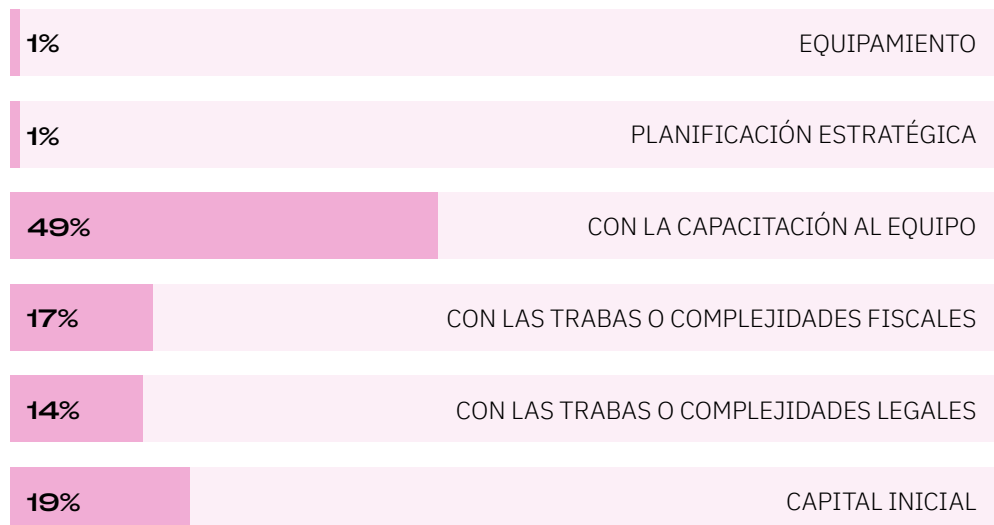 1% EQUIPAMIENTO
1% PLANIFICACIÓN ESTRATÉGICA
49% CON LA CAPACITACIÓN AL EQUIPO
17% CON LAS TRABAS O COMPLEJIDADES FISCALES
14% CON LAS TRABAS O COMPLEJIDADES LEGALES
19% CAPITAL INICIAL